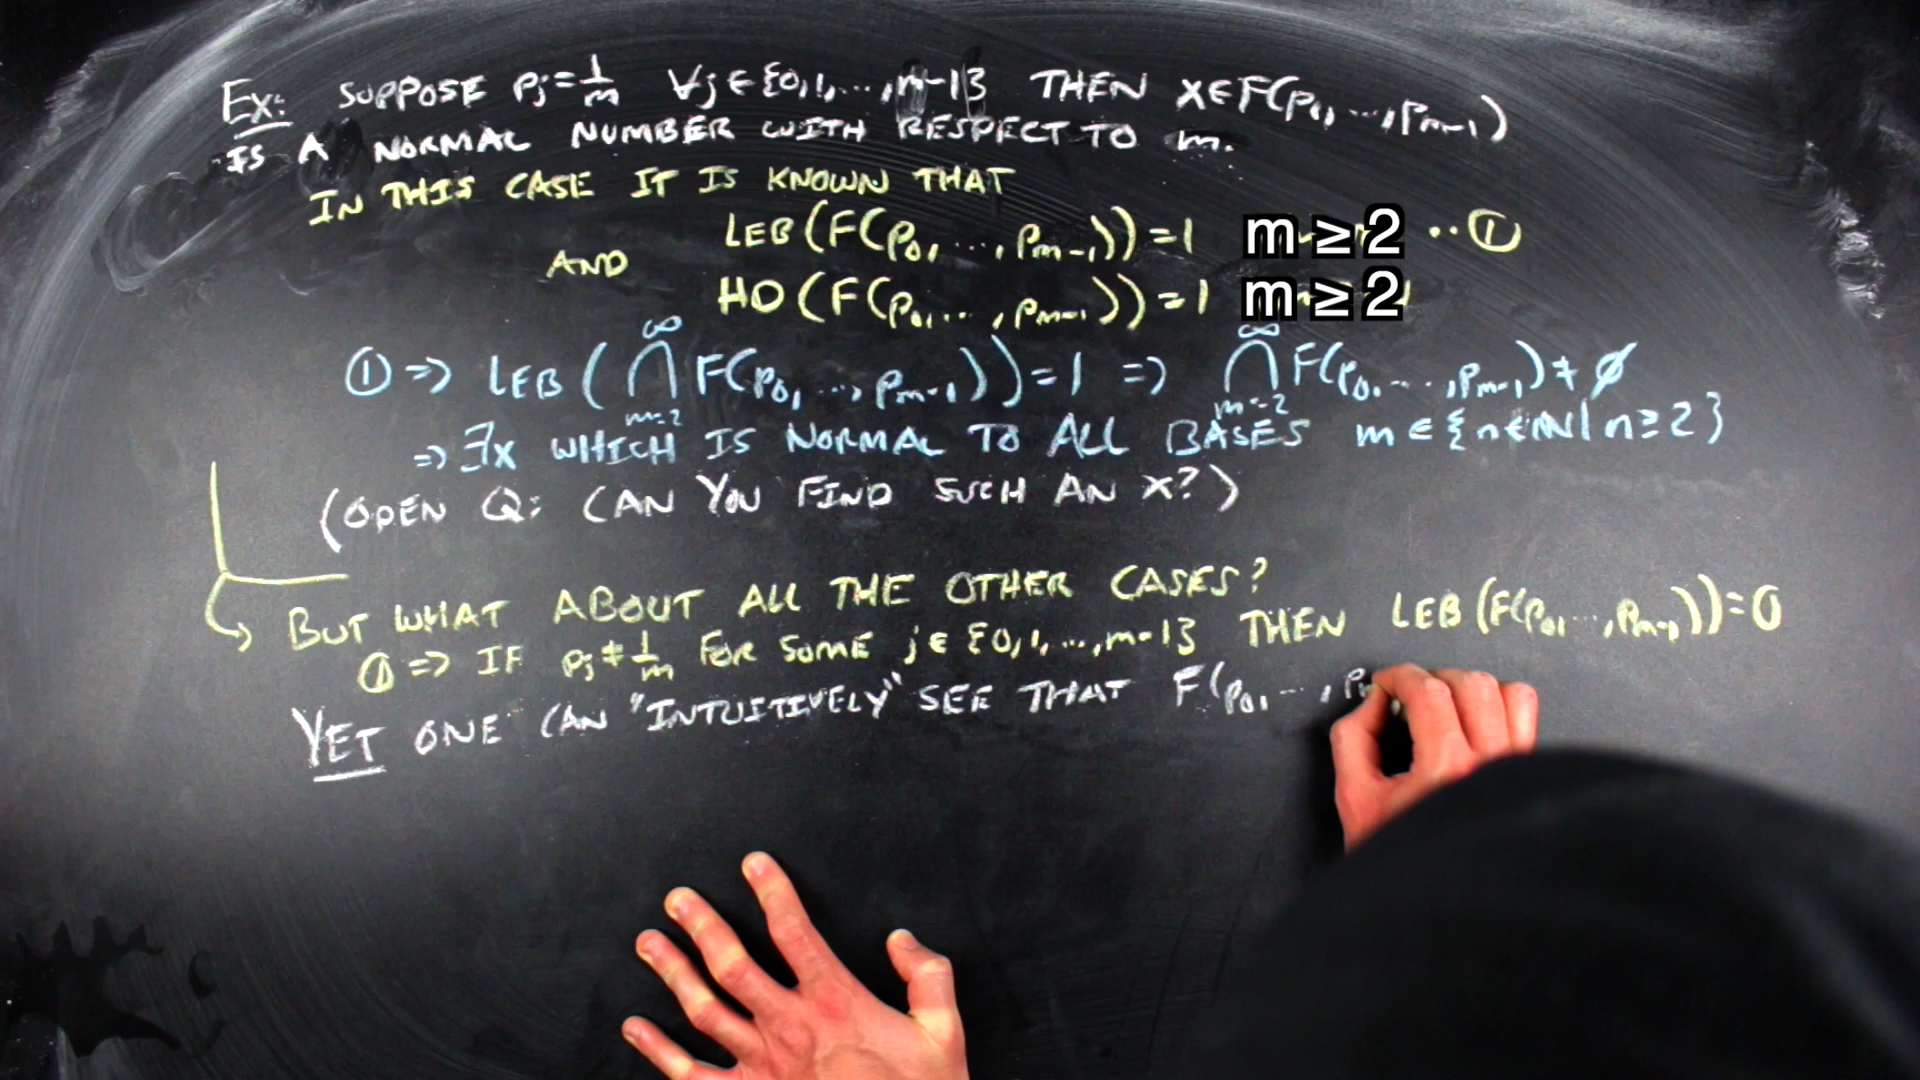 Ex: SUPPOSE pj = 1/m ∀j ∈ {0,1,...,m-1} THEN x ∈ F(p0,...,pm-1)
IS A NORMAL NUMBER WITH RESPECT TO m.
IN THIS CASE IT IS KNOWN THAT
LEB(F(p0,...,pm-1)) = 1 m ≥ 2 ..①
AND
HD(F(p0,...,pm-1)) = 1 m ≥ 2
① => LEB(∞⋂m=2 F(p0,...,pm-1)) = 1 => ∞⋂m=2 F(p0,...,pm-1) ≠ ∅
=> ∃x WHICH IS NORMAL TO ALL BASES m ∈ {n ∈ ℕ | n ≥ 2}
(OPEN Q: CAN YOU FIND SUCH AN X?)
BUT WHAT ABOUT ALL THE OTHER CASES?
① => IF pj ≠ 1/m FOR SOME j ∈ {0,1,...,m-1} THEN LEB(F(p0,...,pm-1)) = 0
YET ONE CAN "INTUITIVELY" SEE THAT F(p0,...,p